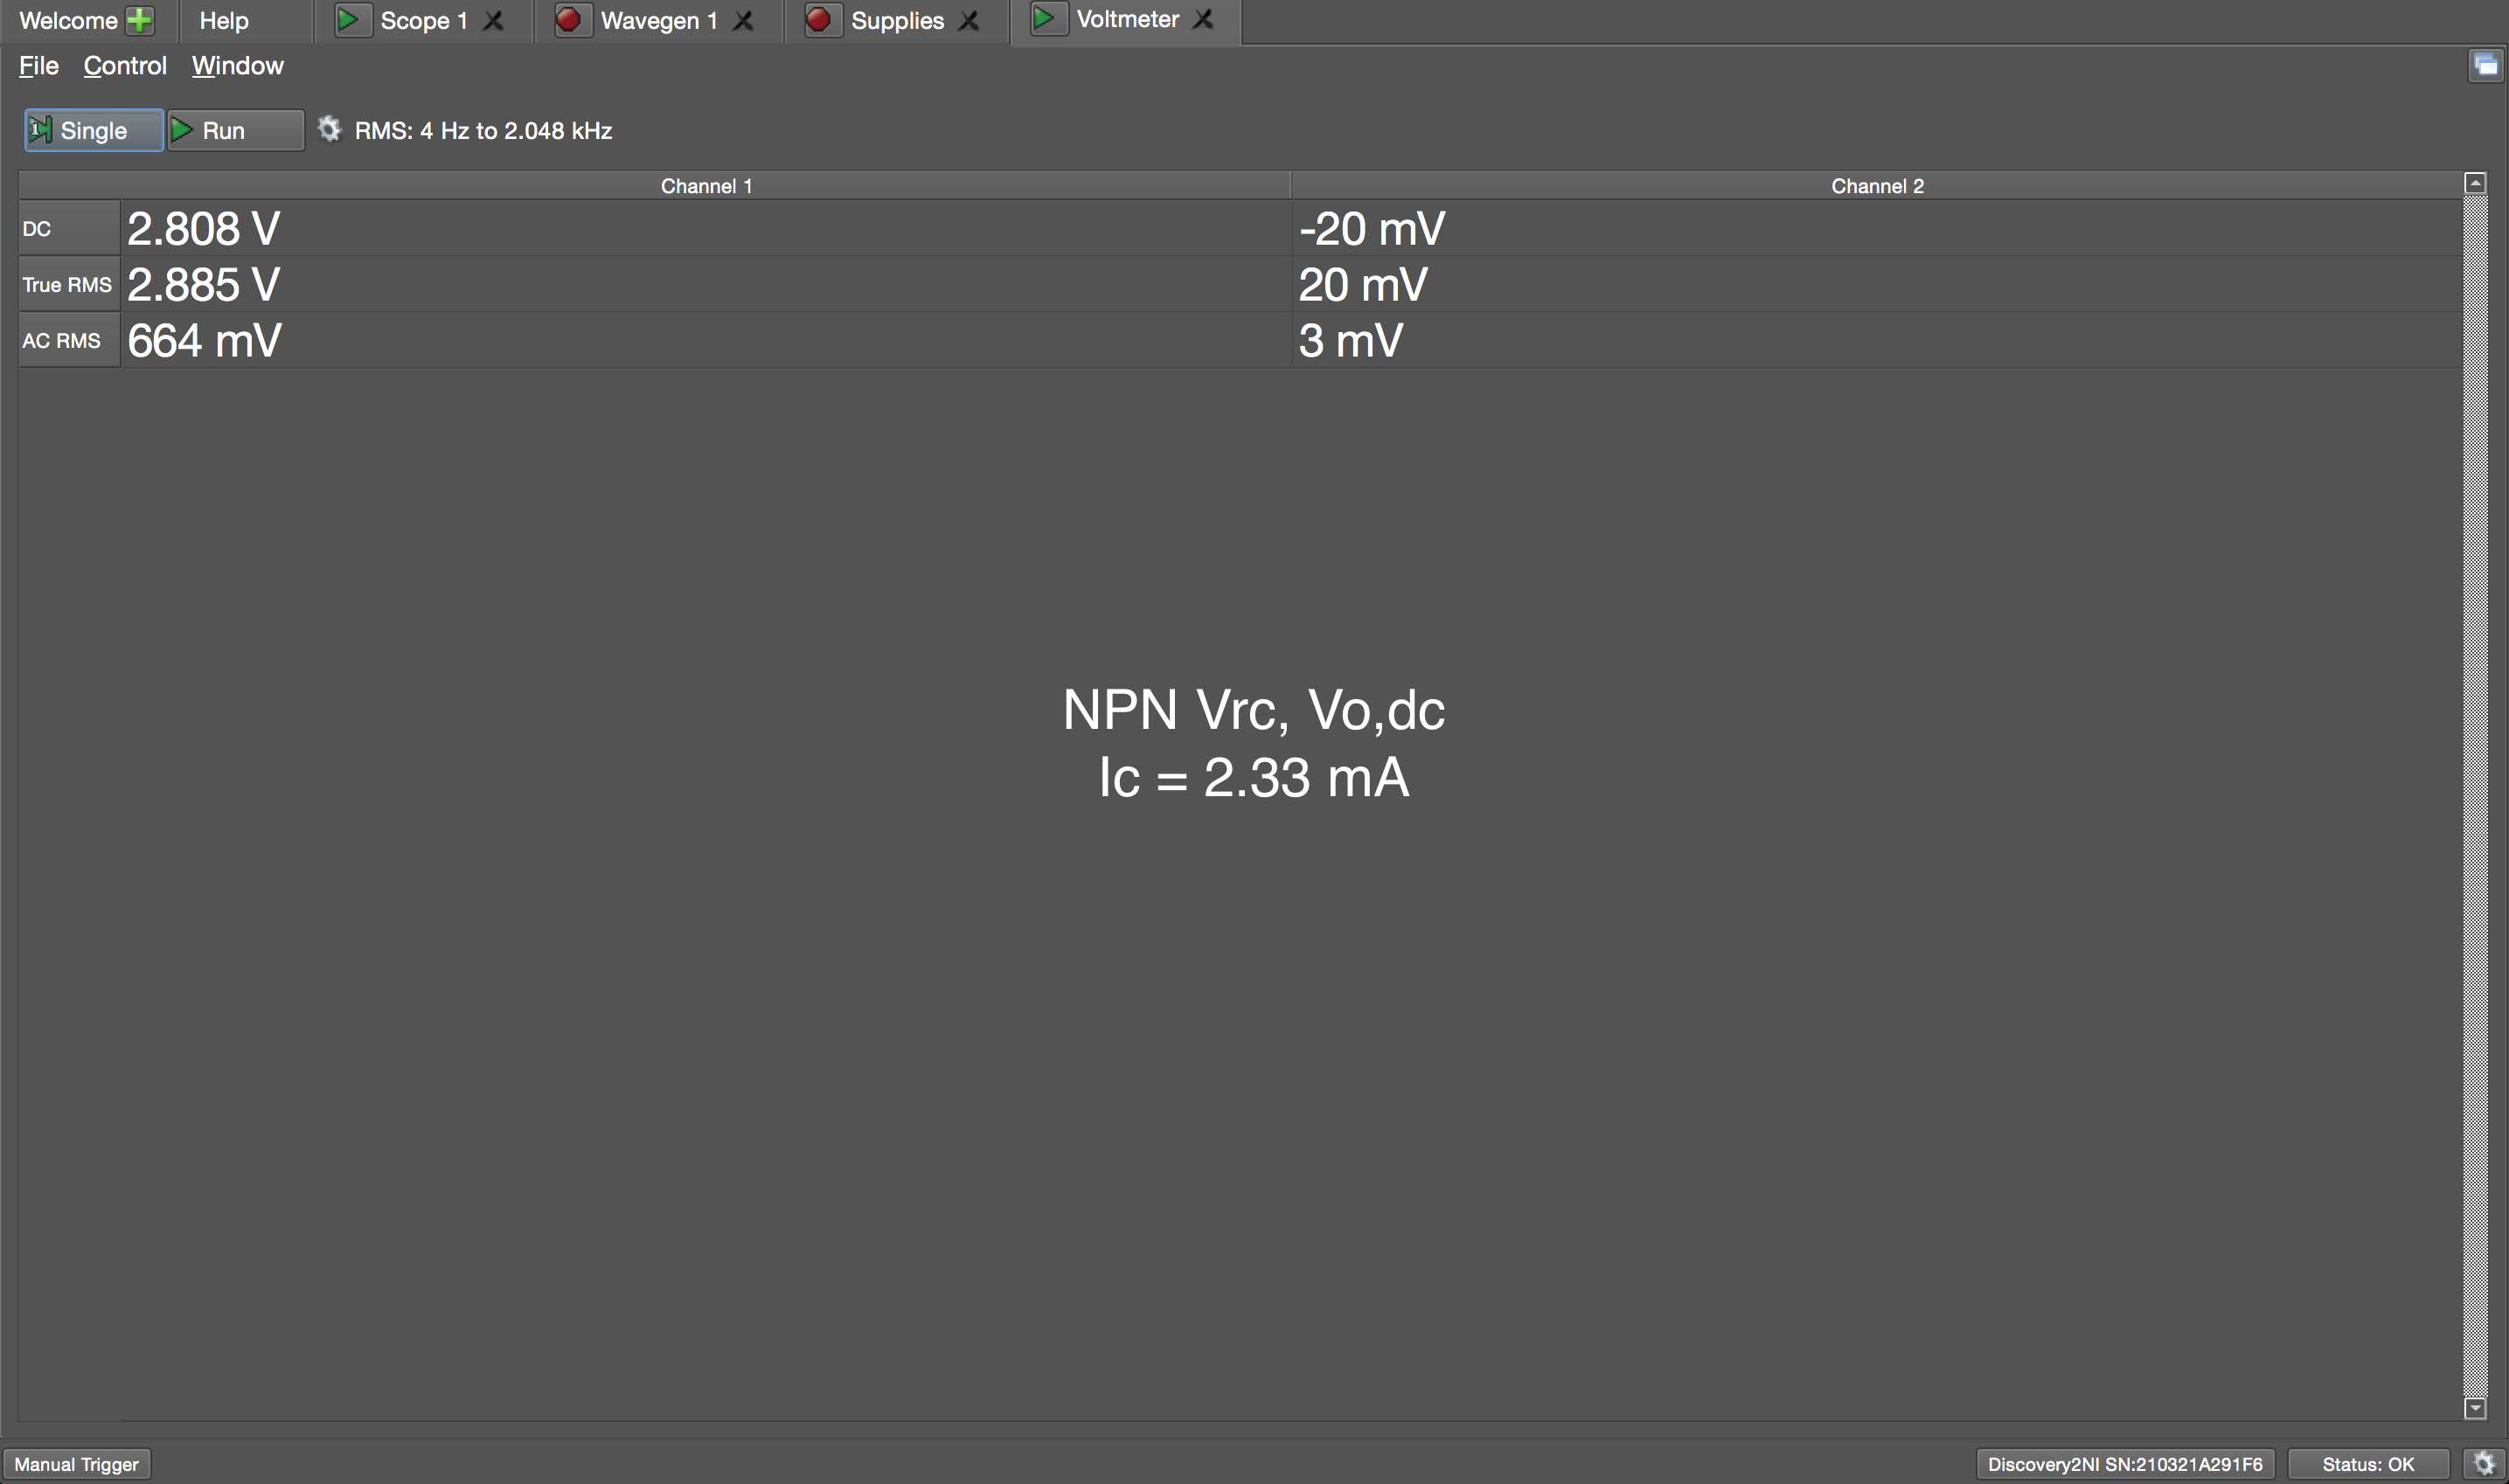 Welcome Help Scope 1 Wavegen 1 Supplies Voltmeter
File Control Window
Single Run RMS: 4 Hz to 2.048 kHz
Channel 1 Channel 2
DC 2.808 V -20 mV
True RMS 2.885 V 20 mV
AC RMS 664 mV 3 mV
NPN Vrc, Vo,dc
Ic = 2.33 mA
Manual Trigger Discovery2NI SN:210321A291F6 Status: OK